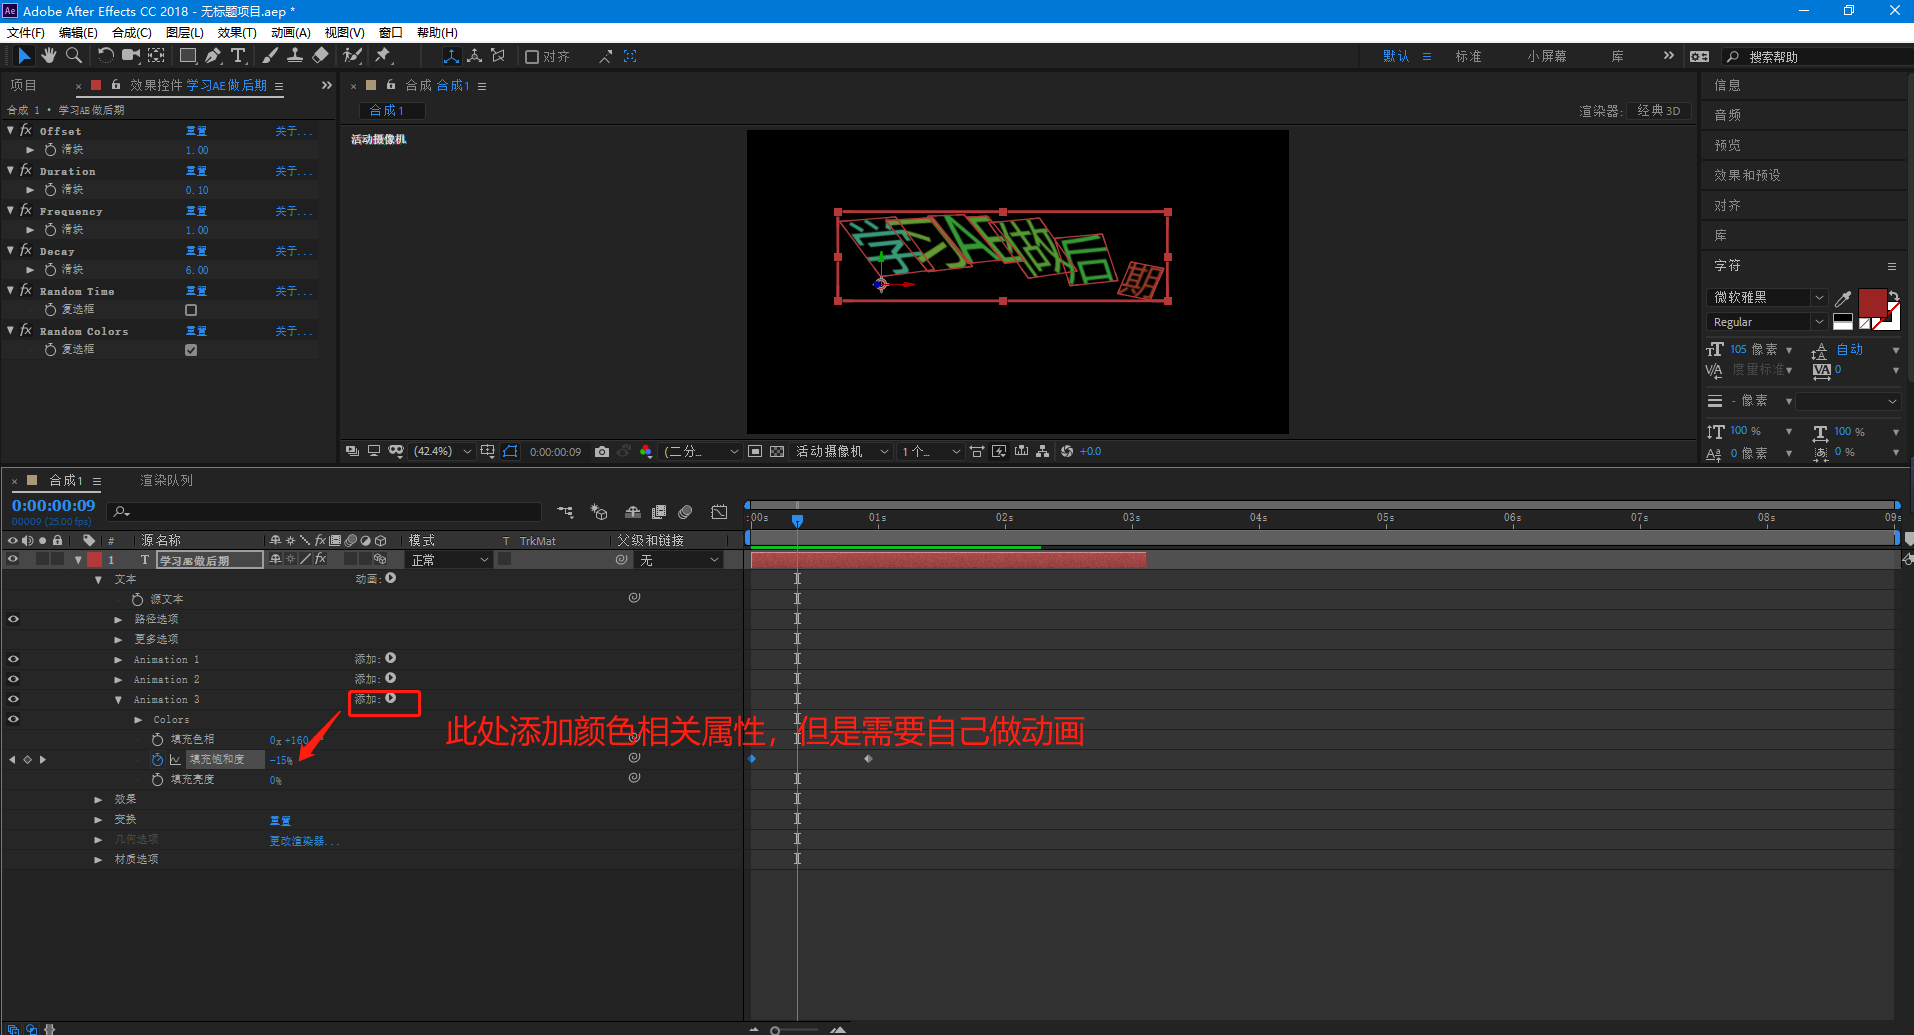 Adobe After Effects CC 2018 - 无标题项目.aep *
文件(F) 编辑(E) 合成(C) 图层(L) 效果(T) 动画(A) 视图(V) 窗口 帮助(H)
对齐 默认 标准 小屏幕 库 搜索帮助
项目 效果控件 学习AE做后期
合成 1 • 学习AE做后期
Offset 重置 关于...
滑块 1.00
Duration 重置 关于...
滑块 0.10
Frequency 重置 关于...
滑块 1.00
Decay 重置 关于...
滑块 6.00
Random Time 重置 关于...
复选框
Random Colors 重置 关于...
复选框
合成 合成1
合成1
渲染器: 经典 3D
活动摄像机
学习AE做后期
(42.4%) 0:00:00:09 (二分... 活动摄像机 1个... +0.0
信息
音频
预览
效果和预设
对齐
库
字符
微软雅黑
Regular
105 像素 自动
度量标准 0
- 像素
100 % 100 %
0 像素 0 %
合成1 渲染队列
0:00:00:09
00009 (25.00 fps)
:00s 01s 02s 03s 04s 05s 06s 07s 08s 09s
# 源名称 模式 T TrkMat 父级和链接
1 T 学习AE做后期 正常 无
文本 动画:
源文本
路径选项
更多选项
Animation 1 添加:
Animation 2 添加:
Animation 3 添加:
Colors
填充色相 0x +160
填充饱和度 -15%
填充亮度 0%
效果
变换 重置
几何选项 更改渲染器...
材质选项
此处添加颜色相关属性，但是需要自己做动画